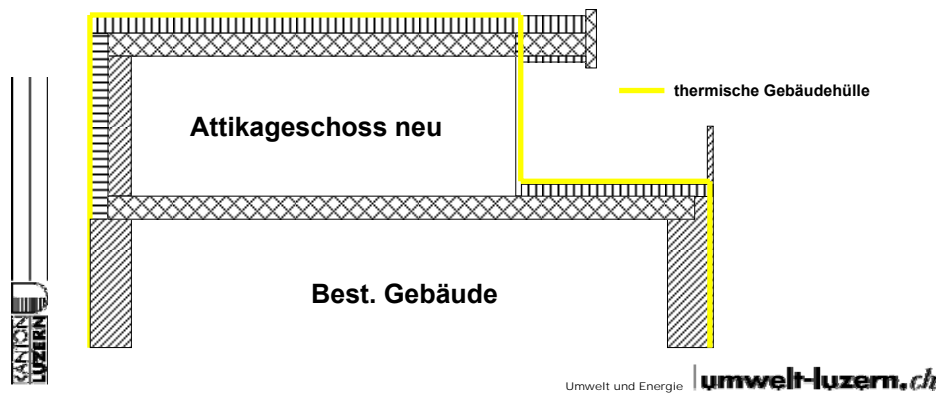 thermische Gebäudehülle
Attikageschoss neu
Best. Gebäude
KANTON
LUZERN
Umwelt und Energie
umwelt-luzern.ch